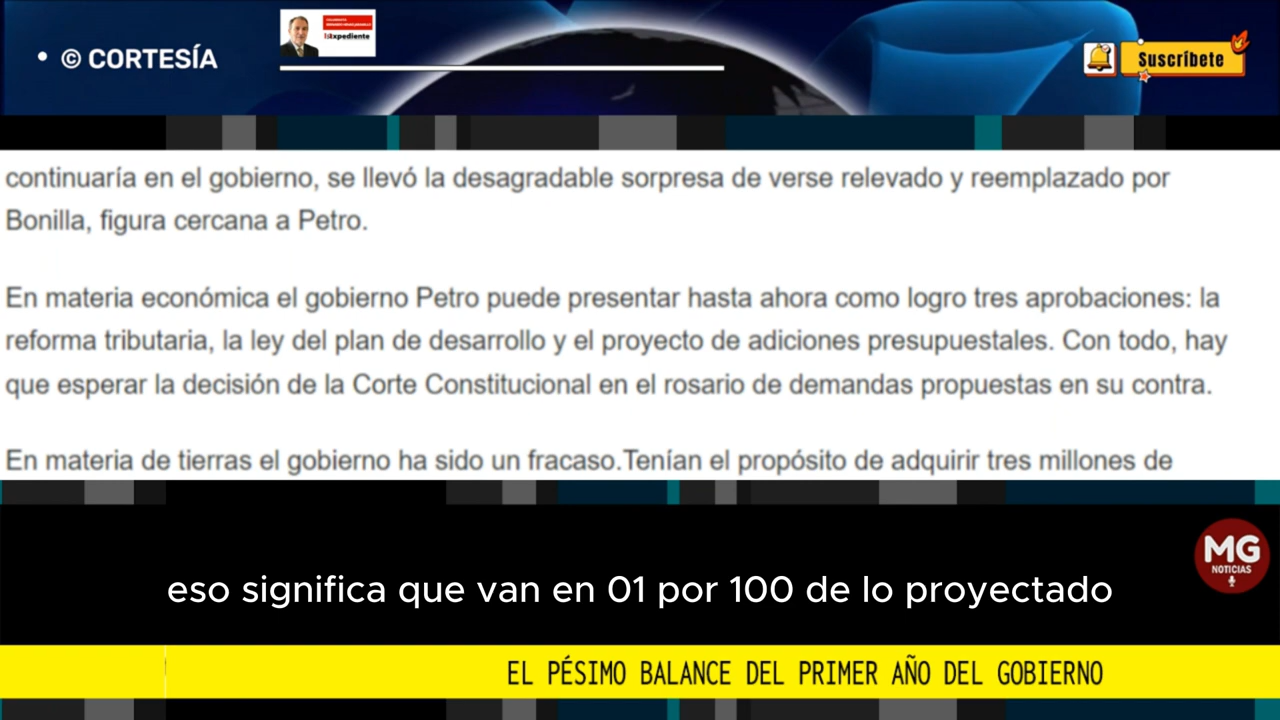 • © CORTESÍA
Expediente
Suscríbete
continuaría en el gobierno, se llevó la desagradable sorpresa de verse relevado y reemplazado por
Bonilla, figura cercana a Petro.
En materia económica el gobierno Petro puede presentar hasta ahora como logro tres aprobaciones: la
reforma tributaria, la ley del plan de desarrollo y el proyecto de adiciones presupuestales. Con todo, hay
que esperar la decisión de la Corte Constitucional en el rosario de demandas propuestas en su contra.
En materia de tierras el gobierno ha sido un fracaso.Tenían el propósito de adquirir tres millones de
MG
NOTICIAS
eso significa que van en 01 por 100 de lo proyectado
EL PÉSIMO BALANCE DEL PRIMER AÑO DEL GOBIERNO